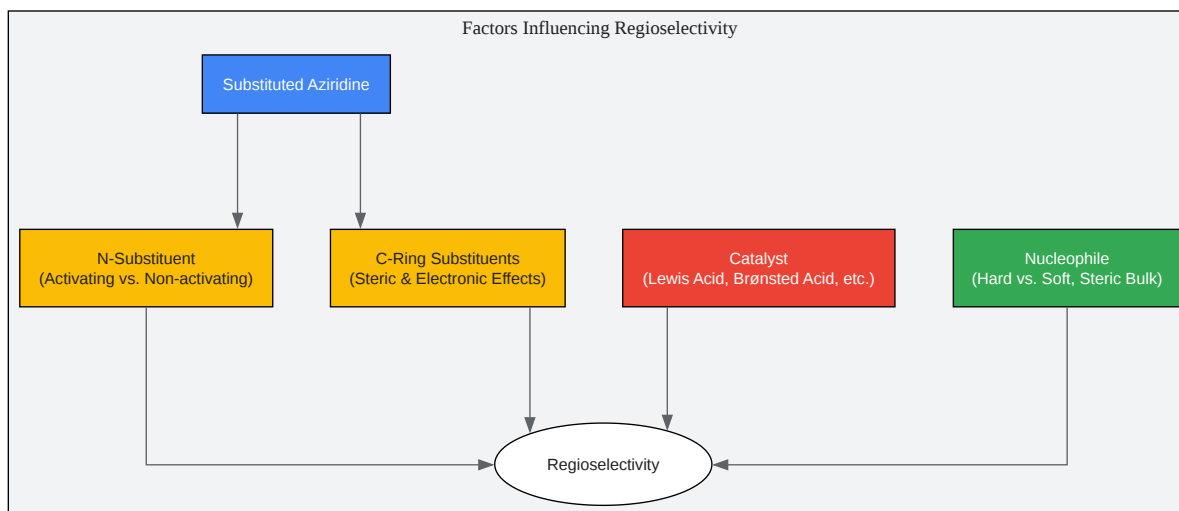 Factors Influencing Regioselectivity
Substituted Aziridine
N-Substituent
(Activating vs. Non-activating)
C-Ring Substituents
(Steric & Electronic Effects)
Catalyst
(Lewis Acid, Brønsted Acid, etc.)
Nucleophile
(Hard vs. Soft, Steric Bulk)
Regioselectivity